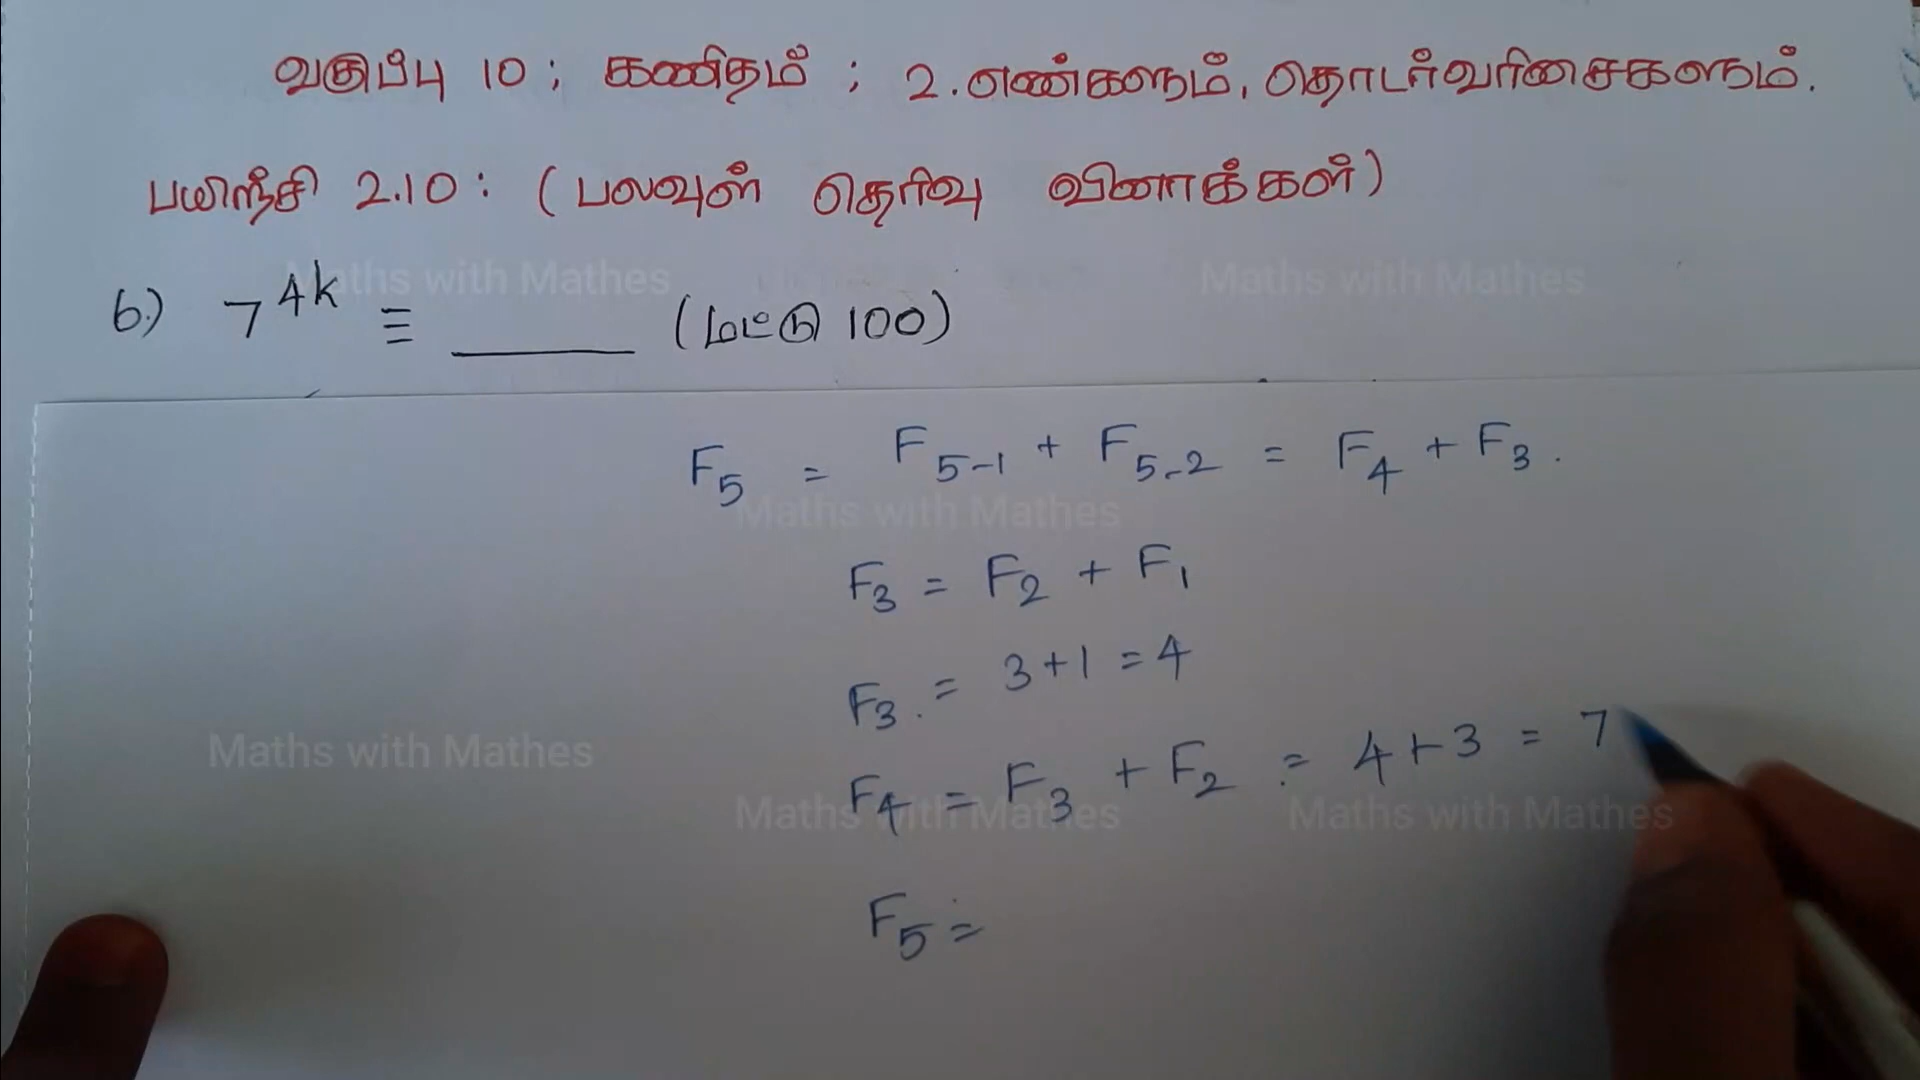 வகுப்பு 10 ; கணிதம் ; 2. எண்களும், தொடர்வரிசைகளும்.
பயிற்சி 2.10 : (பலவுள் தெரிவு வினாக்கள்)
Maths with Mathes Maths with Mathes
6.) 7^4k ≡ _____ (மட்டு 100)
F5 = F5-1 + F5-2 = F4 + F3.
Maths with Mathes
F3 = F2 + F1
F3. = 3+1 = 4
Maths with Mathes
F4 = F3 + F2 = 4+3 = 7
Maths with Mathes Maths with Mathes
F5 =